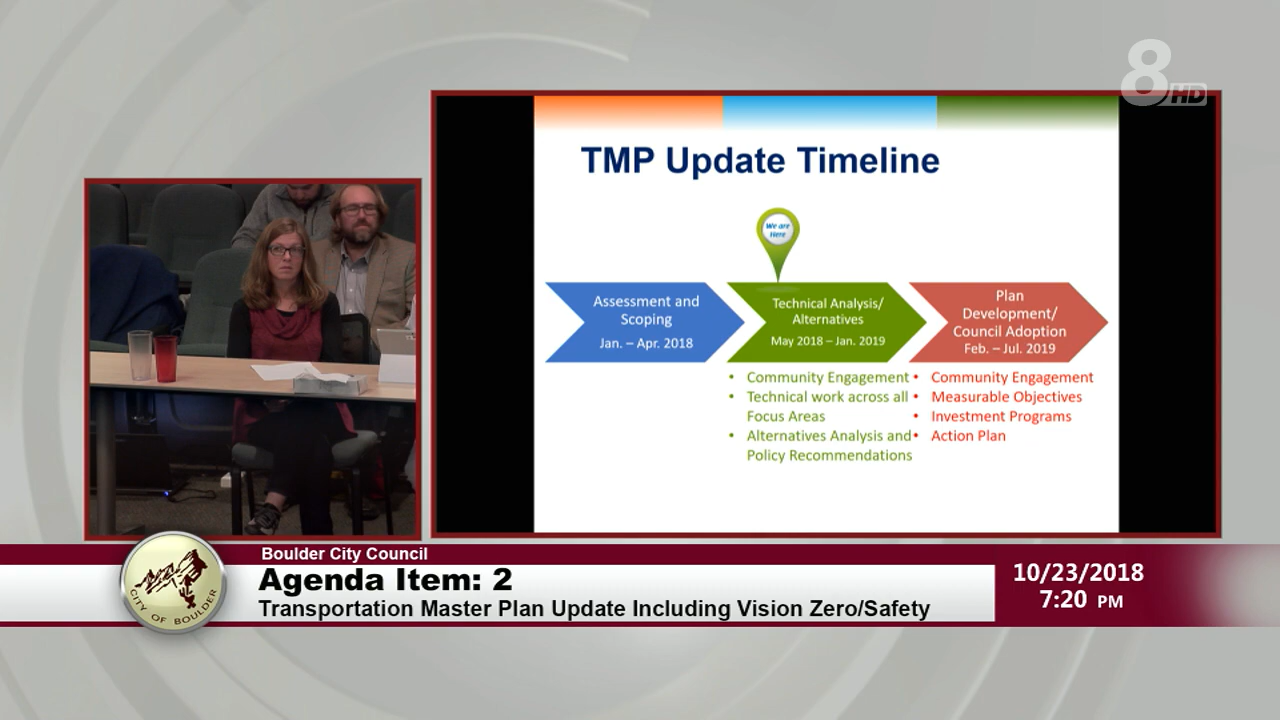 8HD
TMP Update Timeline
We are
Here
Assessment and
Scoping
Jan. – Apr. 2018
Technical Analysis/
Alternatives
May 2018 – Jan. 2019
Plan
Development/
Council Adoption
Feb. – Jul. 2019
• Community Engagement
• Technical work across all
Focus Areas
• Alternatives Analysis and
Policy Recommendations
• Community Engagement
• Measurable Objectives
• Investment Programs
• Action Plan
CITY OF BOULDER
Boulder City Council
Agenda Item: 2
Transportation Master Plan Update Including Vision Zero/Safety
10/23/2018
7:20 PM